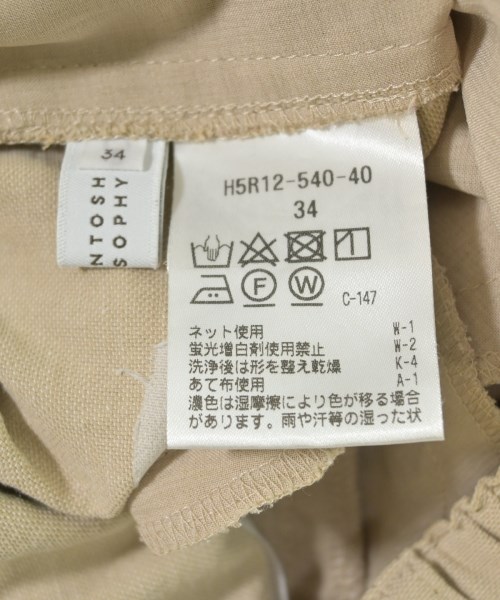 34
NTOSH
SOPHY
H5R12-540-40
34
F W C-147
ネット使用 W-1
蛍光増白剤使用禁止 W-2
洗浄後は形を整え乾燥 K-4
あて布使用 A-1
濃色は湿摩擦により色が移る場合
があります。雨や汗等の湿った状